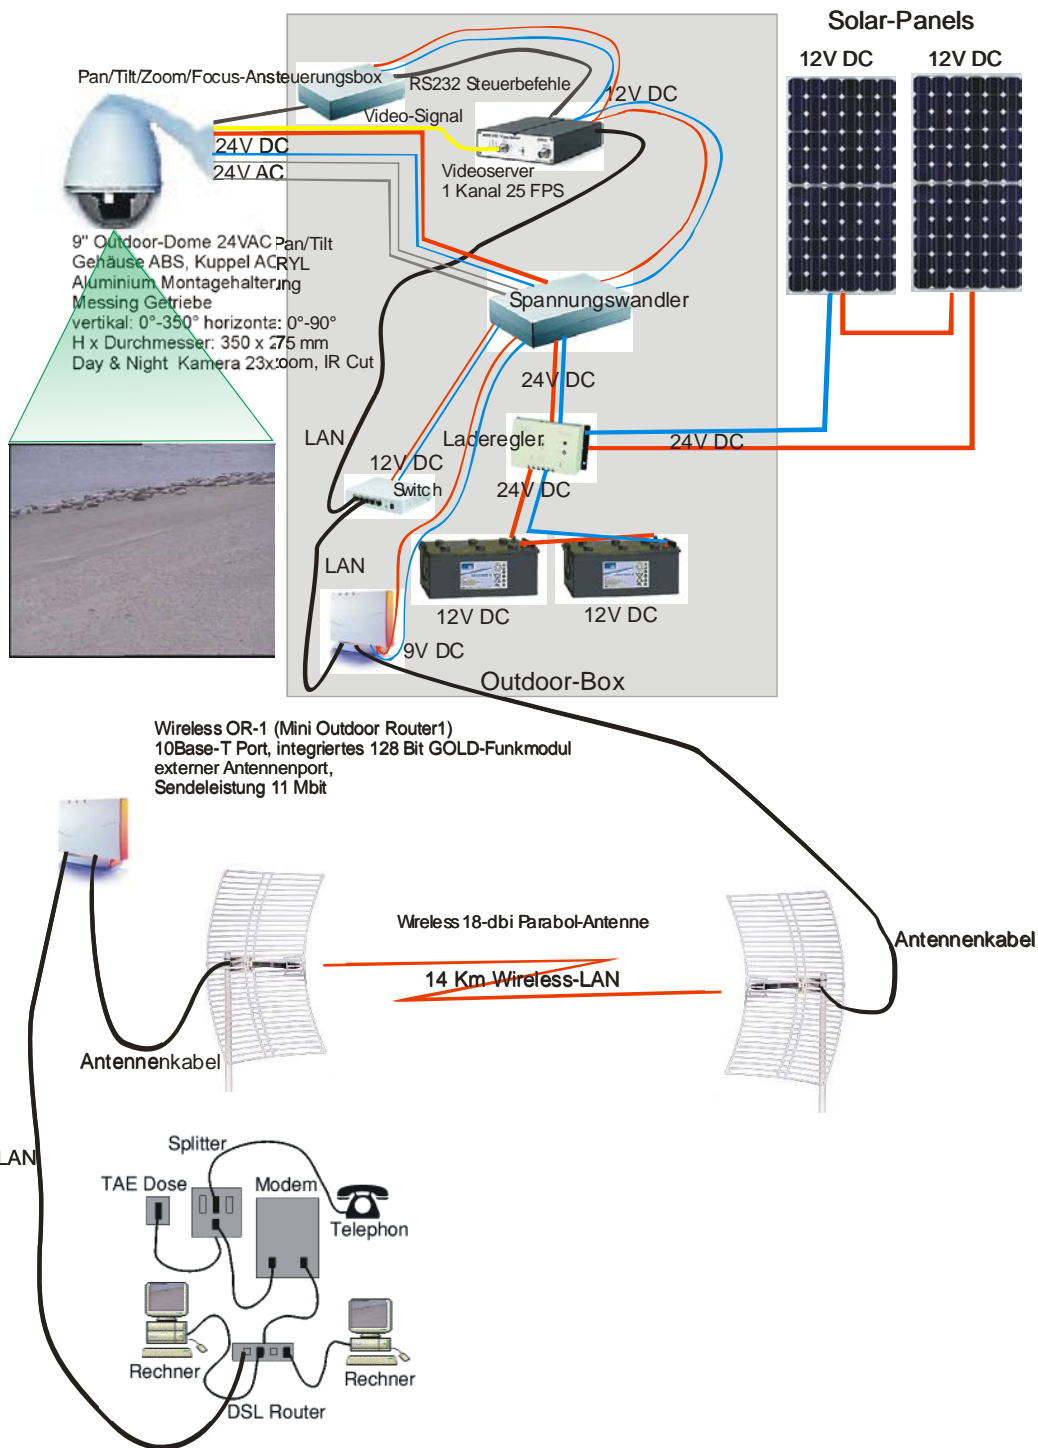 Solar-Panels
12V DC
12V DC
Pan/Tilt/Zoom/Focus-Ansteuerungsbox
RS232 Steuerbefehle
12V DC
Video-Signal
24V DC
24V AC
Videoserver
1 Kanal 25 FPS
9" Outdoor-Dome 24VAC Pan/Tilt
Gehäuse ABS, Kuppel ACRYL
Aluminium Montagehalterung
Messing Getriebe
vertikal: 0°-350° horizontal: 0°-90°
H x Durchmesser: 350 x 275 mm
Day & Night Kamera 23xzoom, IR Cut
Spannungswandler
24V DC
LAN
Laderegler
24V DC
12V DC
Switch
24V DC
LAN
12V DC
12V DC
9V DC
Outdoor-Box
Wireless OR-1 (Mini Outdoor Router1)
10Base-T Port, integriertes 128 Bit GOLD-Funkmodul
externer Antennenport,
Sendeleistung 11 Mbit
Wireless 18-dbi Parabol-Antenne
Antennenkabel
14 Km Wireless-LAN
Antennenkabel
LAN
Splitter
TAE Dose
Modem
Telephon
Rechner
Rechner
DSL Router